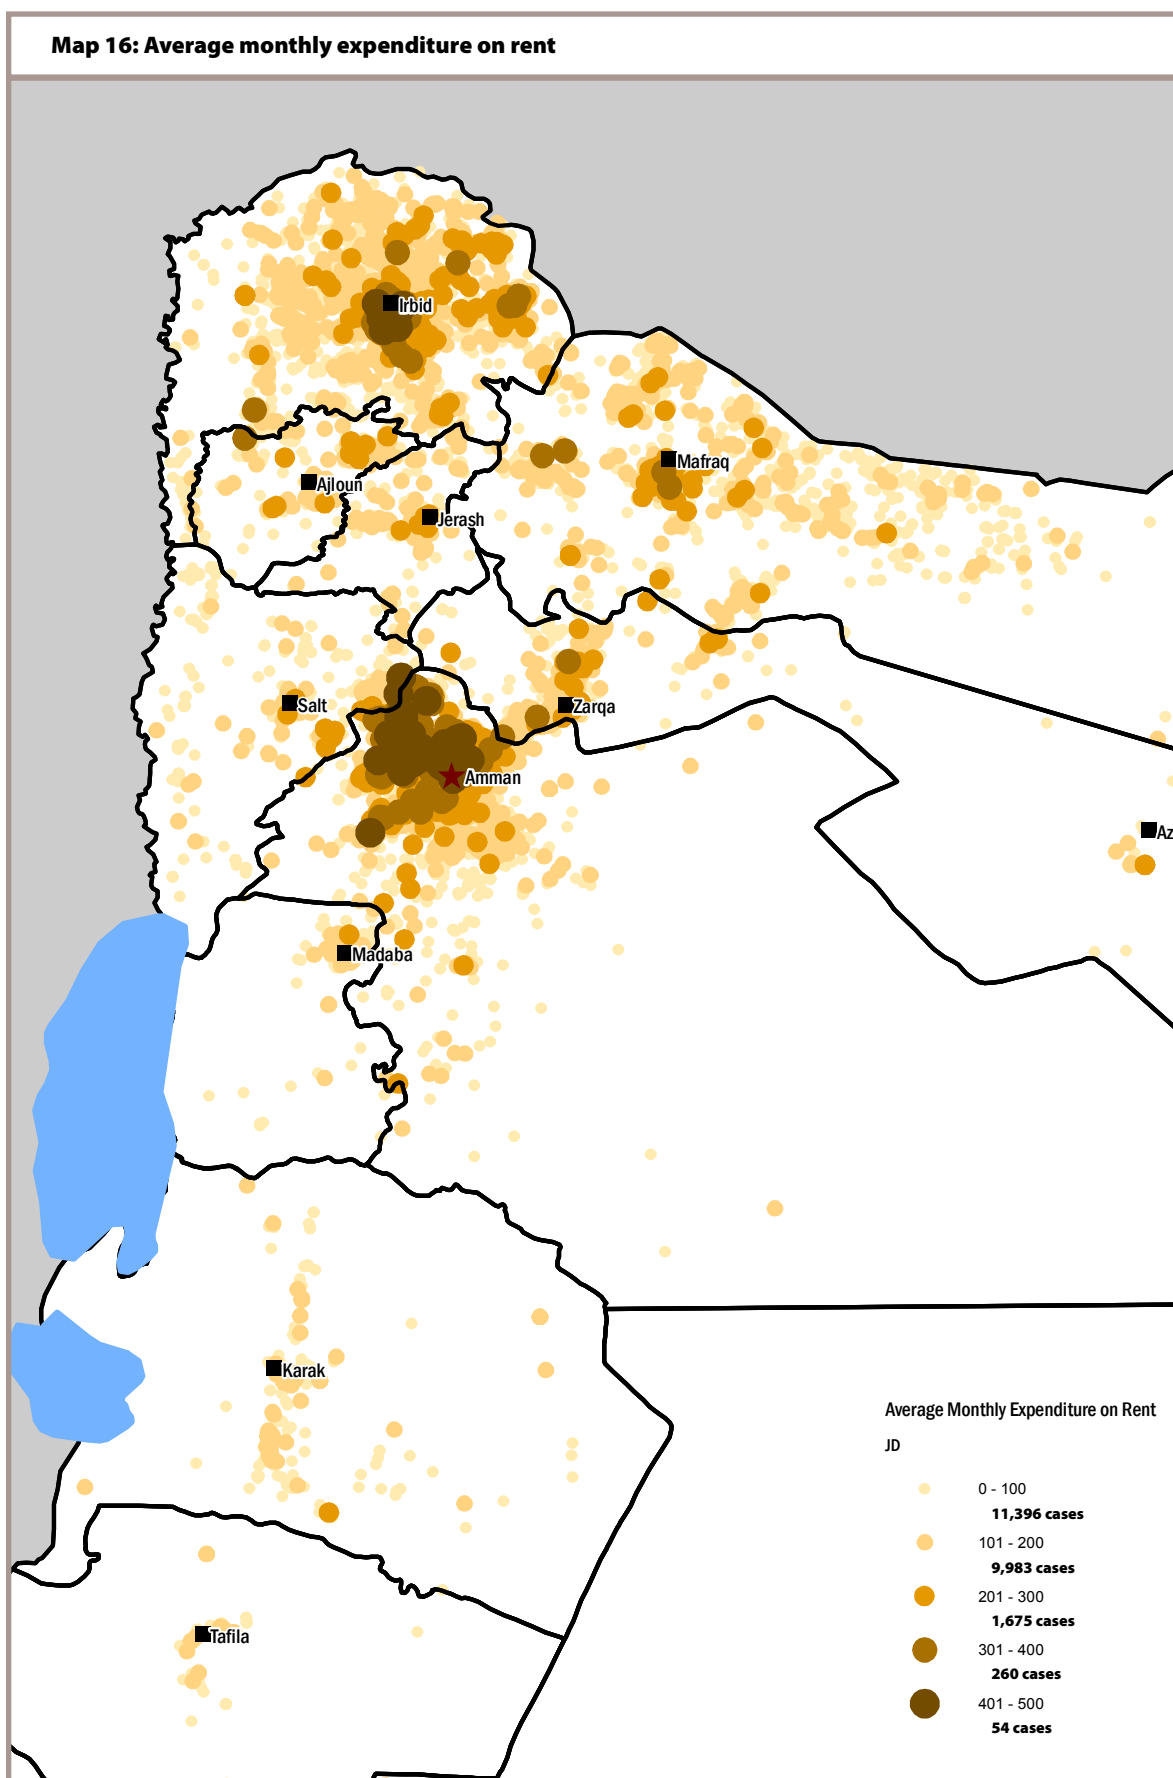 Map 16: Average monthly expenditure on rent
Irbid
Mafraq
Ajloun
Jerash
Salt
Zarqa
Amman
Az
Madaba
Karak
Tafila
Average Monthly Expenditure on Rent
JD
0 - 100
11,396 cases
101 - 200
9,983 cases
201 - 300
1,675 cases
301 - 400
260 cases
401 - 500
54 cases